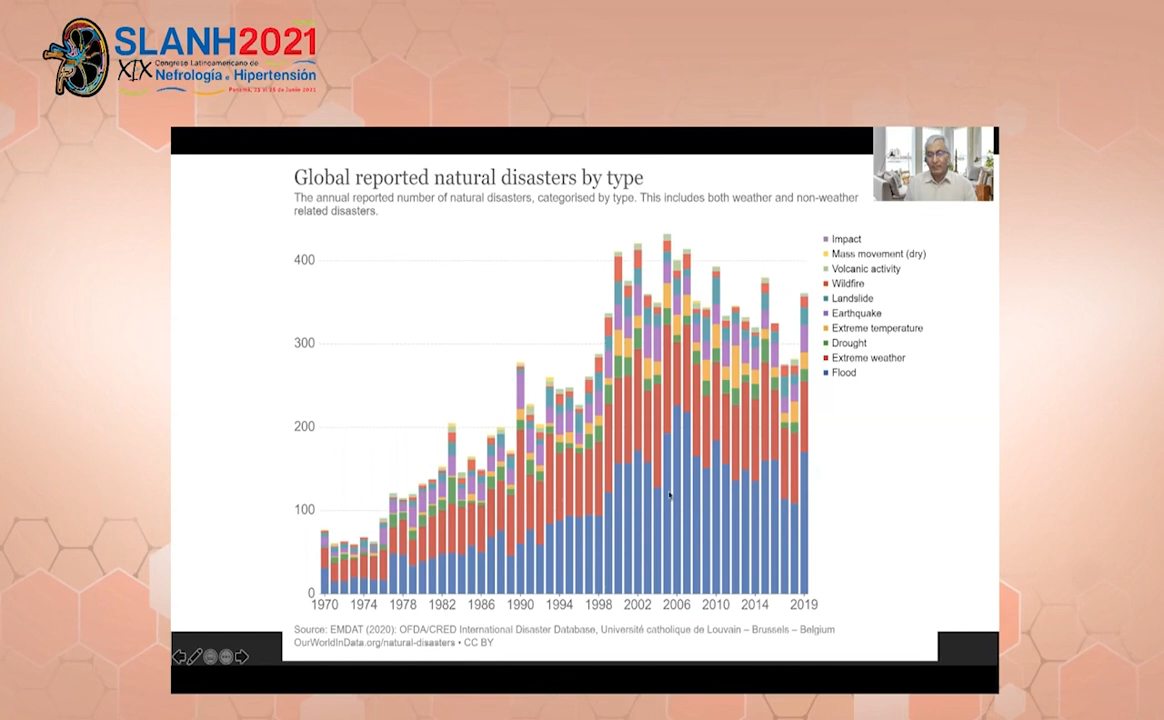 SLANH2021
XIX Congreso Latinoamericano de
Nefrología e Hipertensión
Global reported natural disasters by type
The annual reported number of natural disasters, categorised by type. This includes both weather and non-weather
related disasters.
400
300
200
100
0
1970 1974 1978 1982 1986 1990 1994 1998 2002 2006 2010 2014 2019
Impact
Mass movement (dry)
Volcanic activity
Wildfire
Landslide
Earthquake
Extreme temperature
Drought
Extreme weather
Flood
Source: EMDAT (2020): OFDA/CRED International Disaster Database, Université catholique de Louvain – Brussels – Belgium
OurWorldInData.org/natural-disasters • CC BY